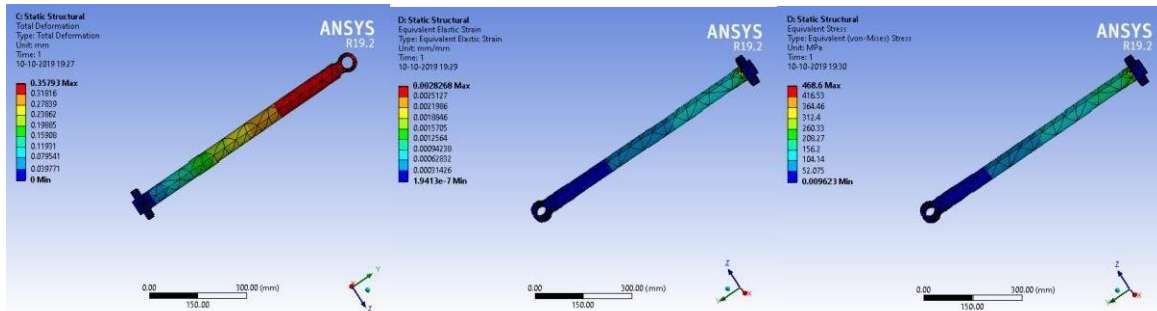 C: Static Structural
Total Deformation
Type: Total Deformation
Unit: mm
Time: 1
10-10-2019 19:27
0.35793 Max
0.31816
0.27839
0.23862
0.19885
0.15908
0.11931
0.079541
0.039771
0 Min
ANSYS
R19.2
0.00
300.00 (mm)
150.00
Y
X
Z
D: Static Structural
Equivalent Elastic Strain
Type: Equivalent Elastic Strain
Unit: mm/mm
Time: 1
10-10-2019 19:29
0.0028268 Max
0.0025127
0.0021986
0.0018846
0.0015705
0.0012564
0.00094238
0.00062832
0.00031426
1.9413e-7 Min
ANSYS
R19.2
0.00
300.00 (mm)
150.00
Z
Y
X
D: Static Structural
Equivalent Stress
Type: Equivalent (von-Mises) Stress
Unit: MPa
Time: 1
10-10-2019 19:30
468.6 Max
416.53
364.46
312.4
260.33
208.27
156.2
104.14
52.075
0.009623 Min
ANSYS
R19.2
0.00
300.00 (mm)
150.00
Z
Y
X